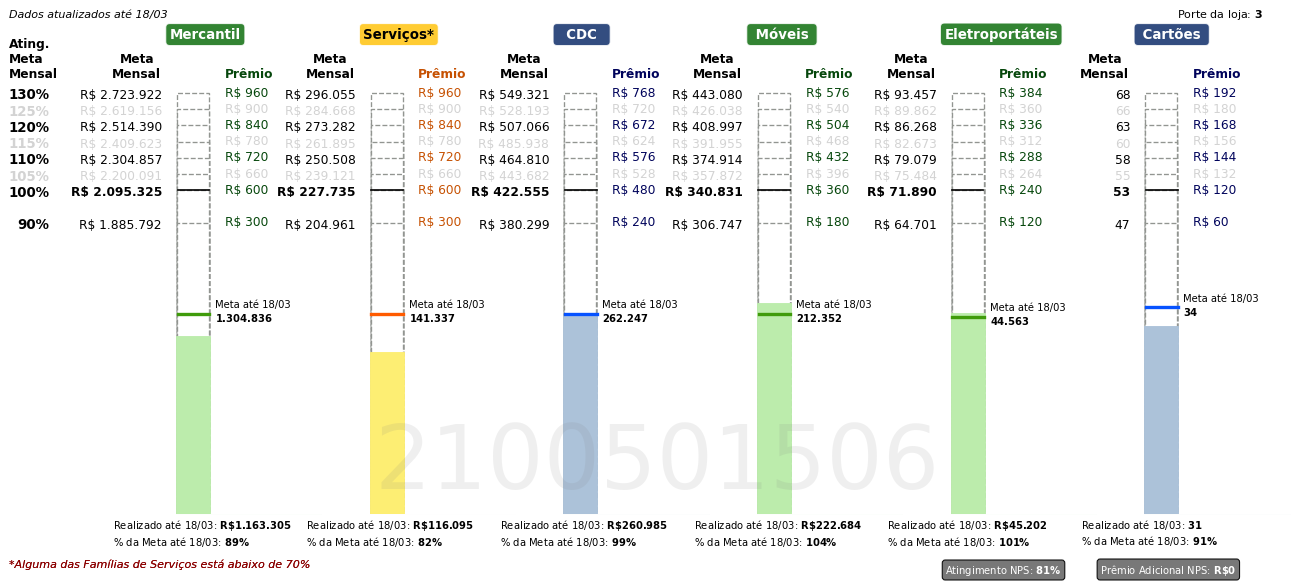 Dados atualizados até 18/03
Porte da loja: 3
Mercantil Serviços* CDC Móveis Eletroportáteis Cartões
Ating.
Meta Meta Meta Meta Meta Meta Meta
Mensal Mensal Prêmio Mensal Prêmio Mensal Prêmio Mensal Prêmio Mensal Prêmio Mensal Prêmio
130% R$ 2.723.922 R$ 960 R$ 296.055 R$ 960 R$ 549.321 R$ 768 R$ 443.080 R$ 576 R$ 93.457 R$ 384 68 R$ 192
125% R$ 2.619.156 R$ 900 R$ 284.668 R$ 900 R$ 528.193 R$ 720 R$ 426.038 R$ 540 R$ 89.862 R$ 360 66 R$ 180
120% R$ 2.514.390 R$ 840 R$ 273.282 R$ 840 R$ 507.066 R$ 672 R$ 408.997 R$ 504 R$ 86.268 R$ 336 63 R$ 168
115% R$ 2.409.623 R$ 780 R$ 261.895 R$ 780 R$ 485.938 R$ 624 R$ 391.955 R$ 468 R$ 82.673 R$ 312 60 R$ 156
110% R$ 2.304.857 R$ 720 R$ 250.508 R$ 720 R$ 464.810 R$ 576 R$ 374.914 R$ 432 R$ 79.079 R$ 288 58 R$ 144
105% R$ 2.200.091 R$ 660 R$ 239.121 R$ 660 R$ 443.682 R$ 528 R$ 357.872 R$ 396 R$ 75.484 R$ 264 55 R$ 132
100% R$ 2.095.325 R$ 600 R$ 227.735 R$ 600 R$ 422.555 R$ 480 R$ 340.831 R$ 360 R$ 71.890 R$ 240 53 R$ 120
90% R$ 1.885.792 R$ 300 R$ 204.961 R$ 300 R$ 380.299 R$ 240 R$ 306.747 R$ 180 R$ 64.701 R$ 120 47 R$ 60
Meta até 18/03 Meta até 18/03 Meta até 18/03 Meta até 18/03 Meta até 18/03 Meta até 18/03
1.304.836 141.337 262.247 212.352 44.563 34
2100501506
Realizado até 18/03: R$1.163.305 Realizado até 18/03: R$116.095 Realizado até 18/03: R$260.985 Realizado até 18/03: R$222.684 Realizado até 18/03: R$45.202 Realizado até 18/03: 31
% da Meta até 18/03: 89% % da Meta até 18/03: 82% % da Meta até 18/03: 99% % da Meta até 18/03: 104% % da Meta até 18/03: 101% % da Meta até 18/03: 91%
*Alguma das Famílias de Serviços está abaixo de 70%
Atingimento NPS: 81% Prêmio Adicional NPS: R$0